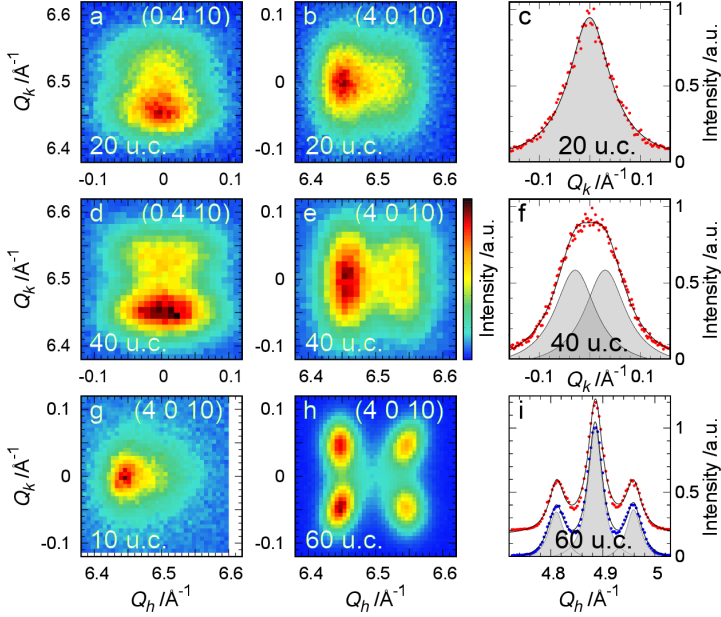 6.6 a (0 4 10) 0.1 b (4 0 10) c 1
Q_k /Å⁻¹ 6.5 0 0.5 Intensity /a.u.
6.4 20 u.c. -0.1 20 u.c. 20 u.c. 0
-0.1 0 0.1 6.4 6.5 6.6 -0.1 0.1
Q_k /Å⁻¹
6.6 d (0 4 10) 0.1 e (4 0 10) f 1
Q_k /Å⁻¹ 6.5 0 Intensity /a.u. 0.5 Intensity /a.u.
6.4 40 u.c. -0.1 40 u.c. 40 u.c. 0
-0.1 0 0.1 6.4 6.5 6.6 -0.1 0.1
Q_k /Å⁻¹
0.1 g (4 0 10) 0.1 h (4 0 10) i 1
Q_k /Å⁻¹ 0 0 0.5 Intensity /a.u.
-0.1 10 u.c. -0.1 60 u.c. 60 u.c. 0
6.4 6.5 6.6 6.4 6.5 6.6 4.8 4.9 5
Q_h /Å⁻¹ Q_h /Å⁻¹ Q_h /Å⁻¹